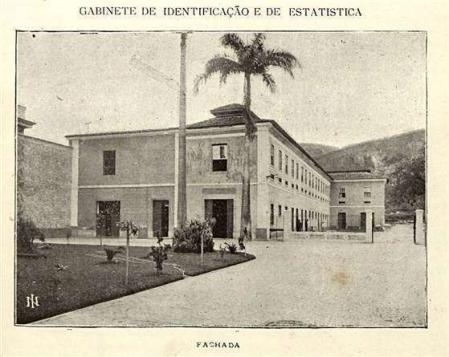 GABINETE DE IDENTIFICAÇÃO E DE ESTATISTICA
FACHADA